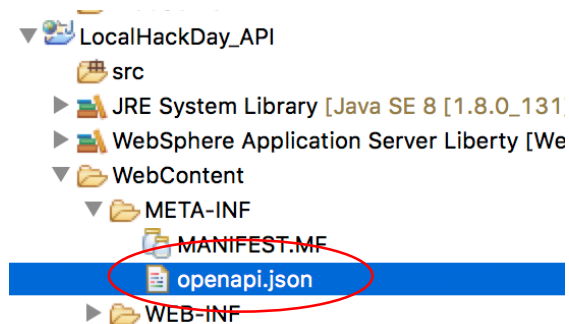 LocalHackDay_API
src
JRE System Library [Java SE 8 [1.8.0_131]
WebSphere Application Server Liberty [We
WebContent
META-INF
MANIFEST.MF
openapi.json
WEB-INF